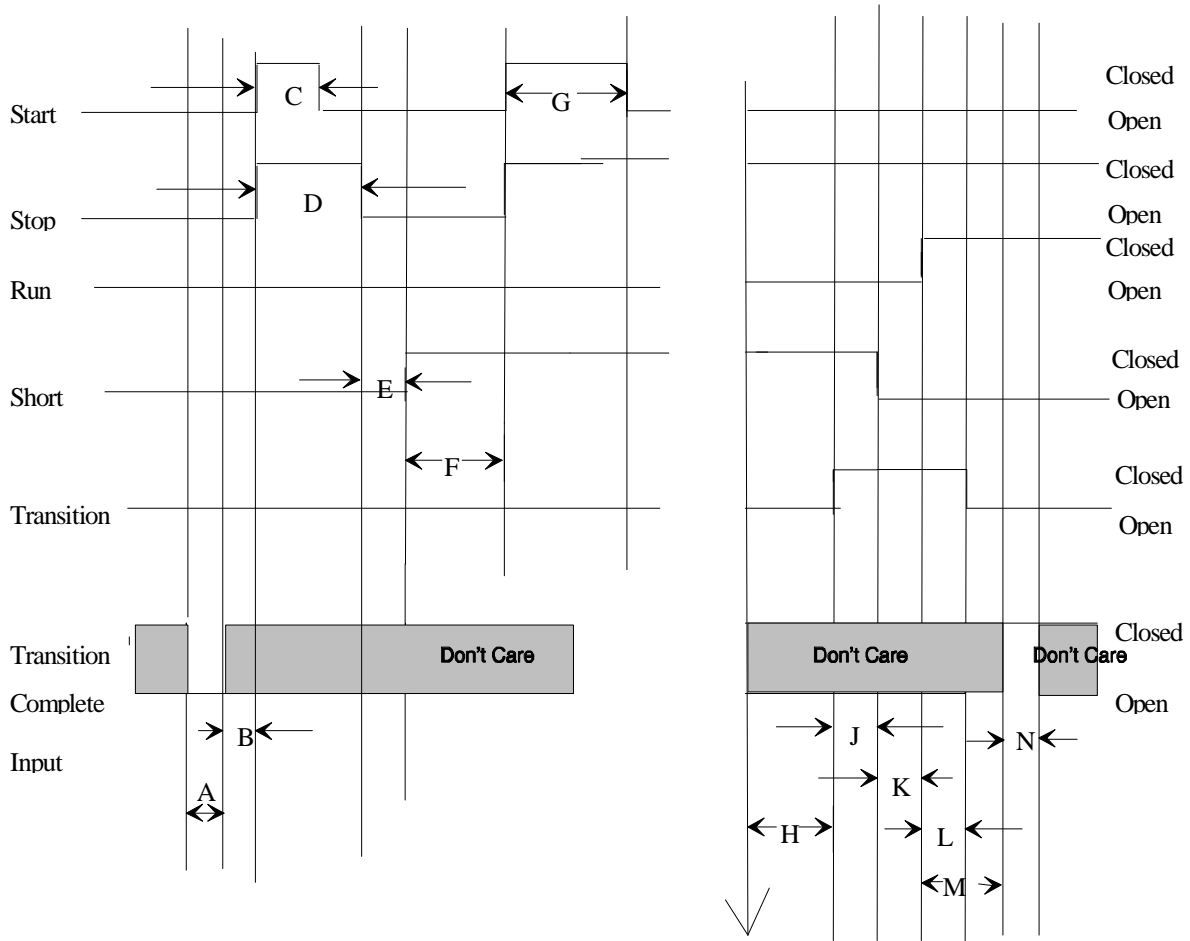 Closed
C
G
Start
Open
Closed
D
Stop
Open
Closed
Run
Open
Closed
E
Short
Open
F
Closed
Transition
Open
Closed
Transition
Don't Care
Don't Care
Don't Care
Complete
Open
B
J
N
Input
K
A
H
L
M